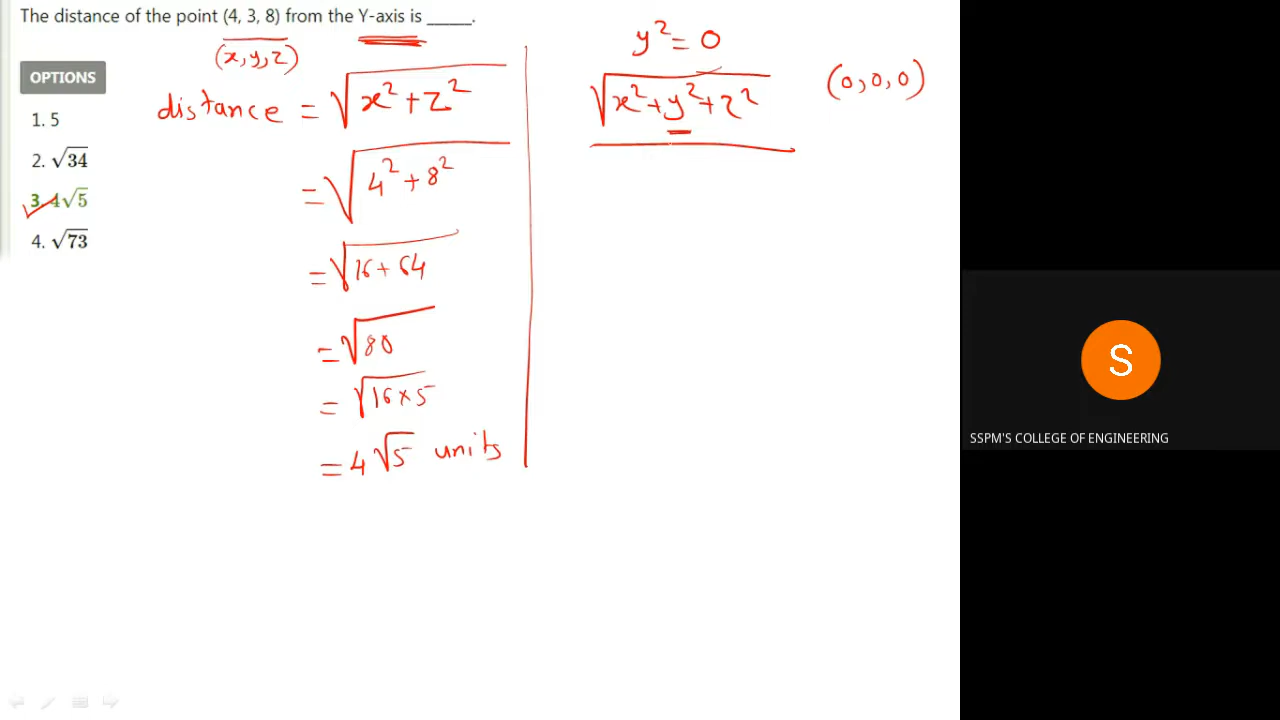 The distance of the point (4, 3, 8) from the Y-axis is _____.
(x, y, z)
OPTIONS
1. 5
2. √34
3. 4√5
4. √73
distance = √x² + z²
= √4² + 8²
= √16 + 64
= √80
= √16 × 5
= 4√5 units
y² = 0
√x² + y² + z²
(0, 0, 0)
S
SSPM'S COLLEGE OF ENGINEERING